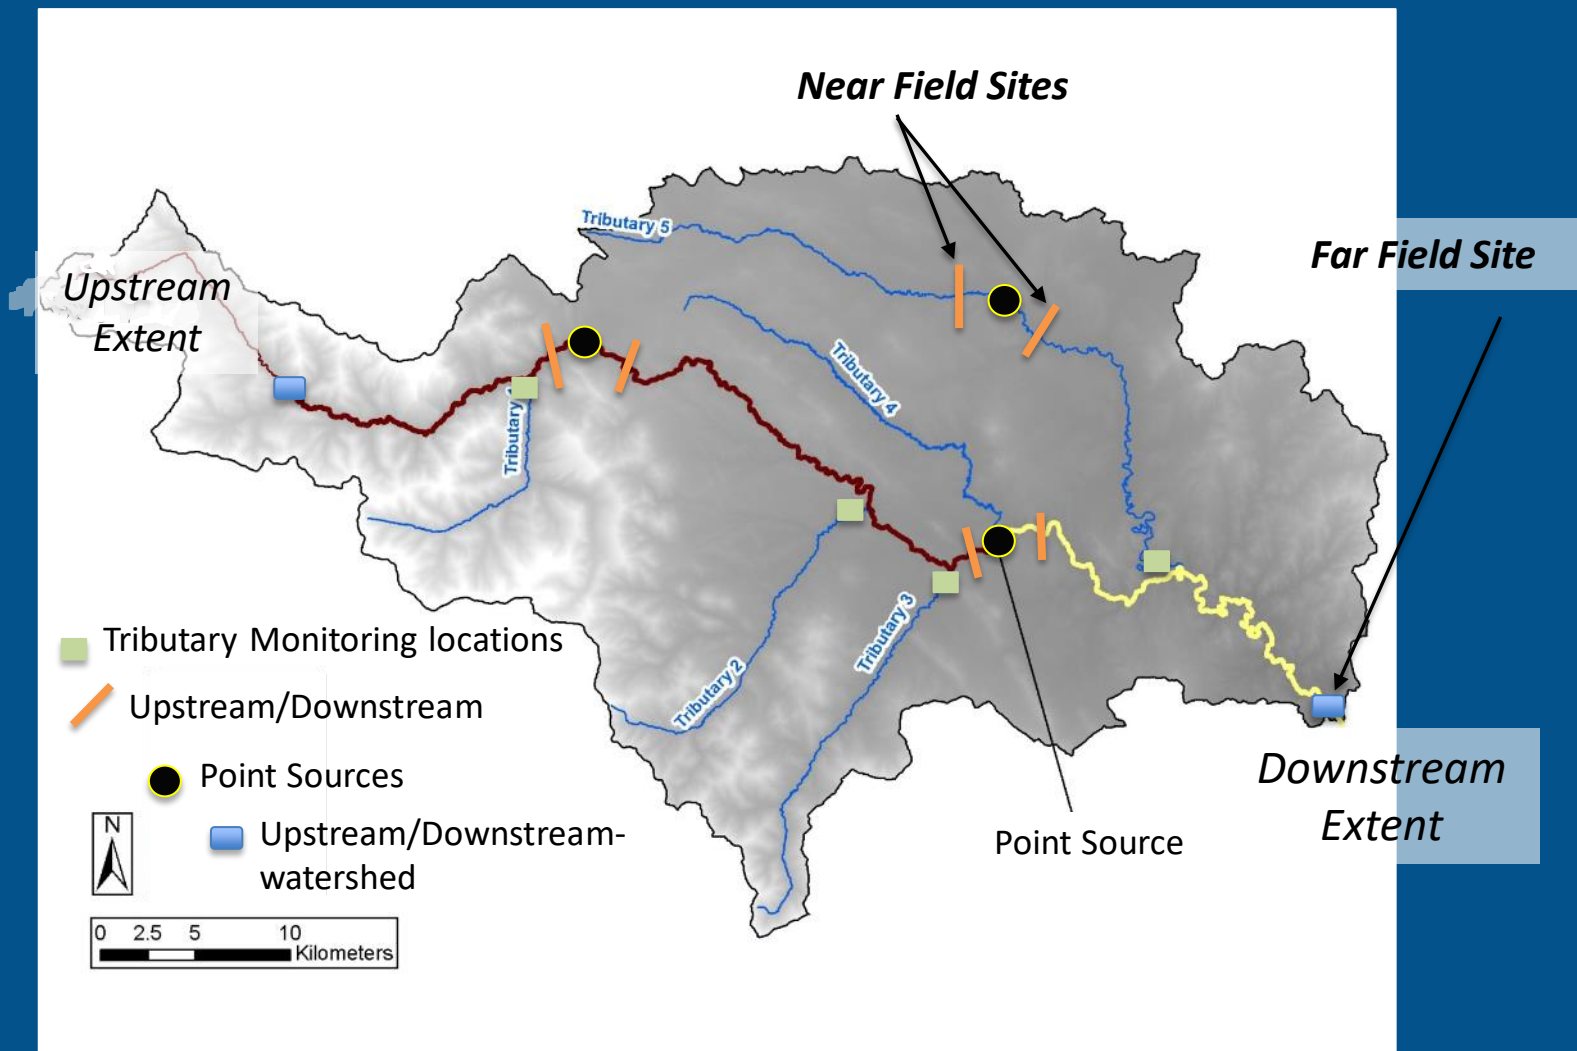 Near Field Sites
Tributary 5
Far Field Site
Upstream
Extent
Tributary 4
Tributary
Tributary 3
Tributary Monitoring locations
Tributary 2
Upstream/Downstream
Point Sources
Downstream
Extent
N
Upstream/Downstream-
watershed
Point Source
0 2.5 5 10
Kilometers